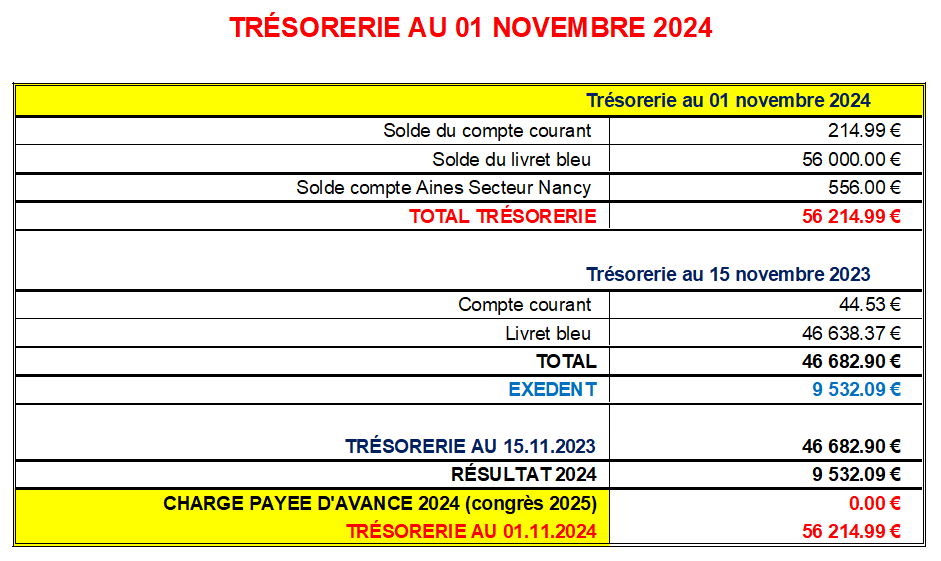 TRÉSORERIE AU 01 NOVEMBRE 2024
Trésorerie au 01 novembre 2024
Solde du compte courant 214.99 €
Solde du livret bleu 56 000.00 €
Solde compte Aines Secteur Nancy 556.00 €
TOTAL TRÉSORERIE 56 214.99 €
Trésorerie au 15 novembre 2023
Compte courant 44.53 €
Livret bleu 46 638.37 €
TOTAL 46 682.90 €
EXEDENT 9 532.09 €
TRÉSORERIE AU 15.11.2023 46 682.90 €
RÉSULTAT 2024 9 532.09 €
CHARGE PAYEE D'AVANCE 2024 (congrès 2025) 0.00 €
TRÉSORERIE AU 01.11.2024 56 214.99 €